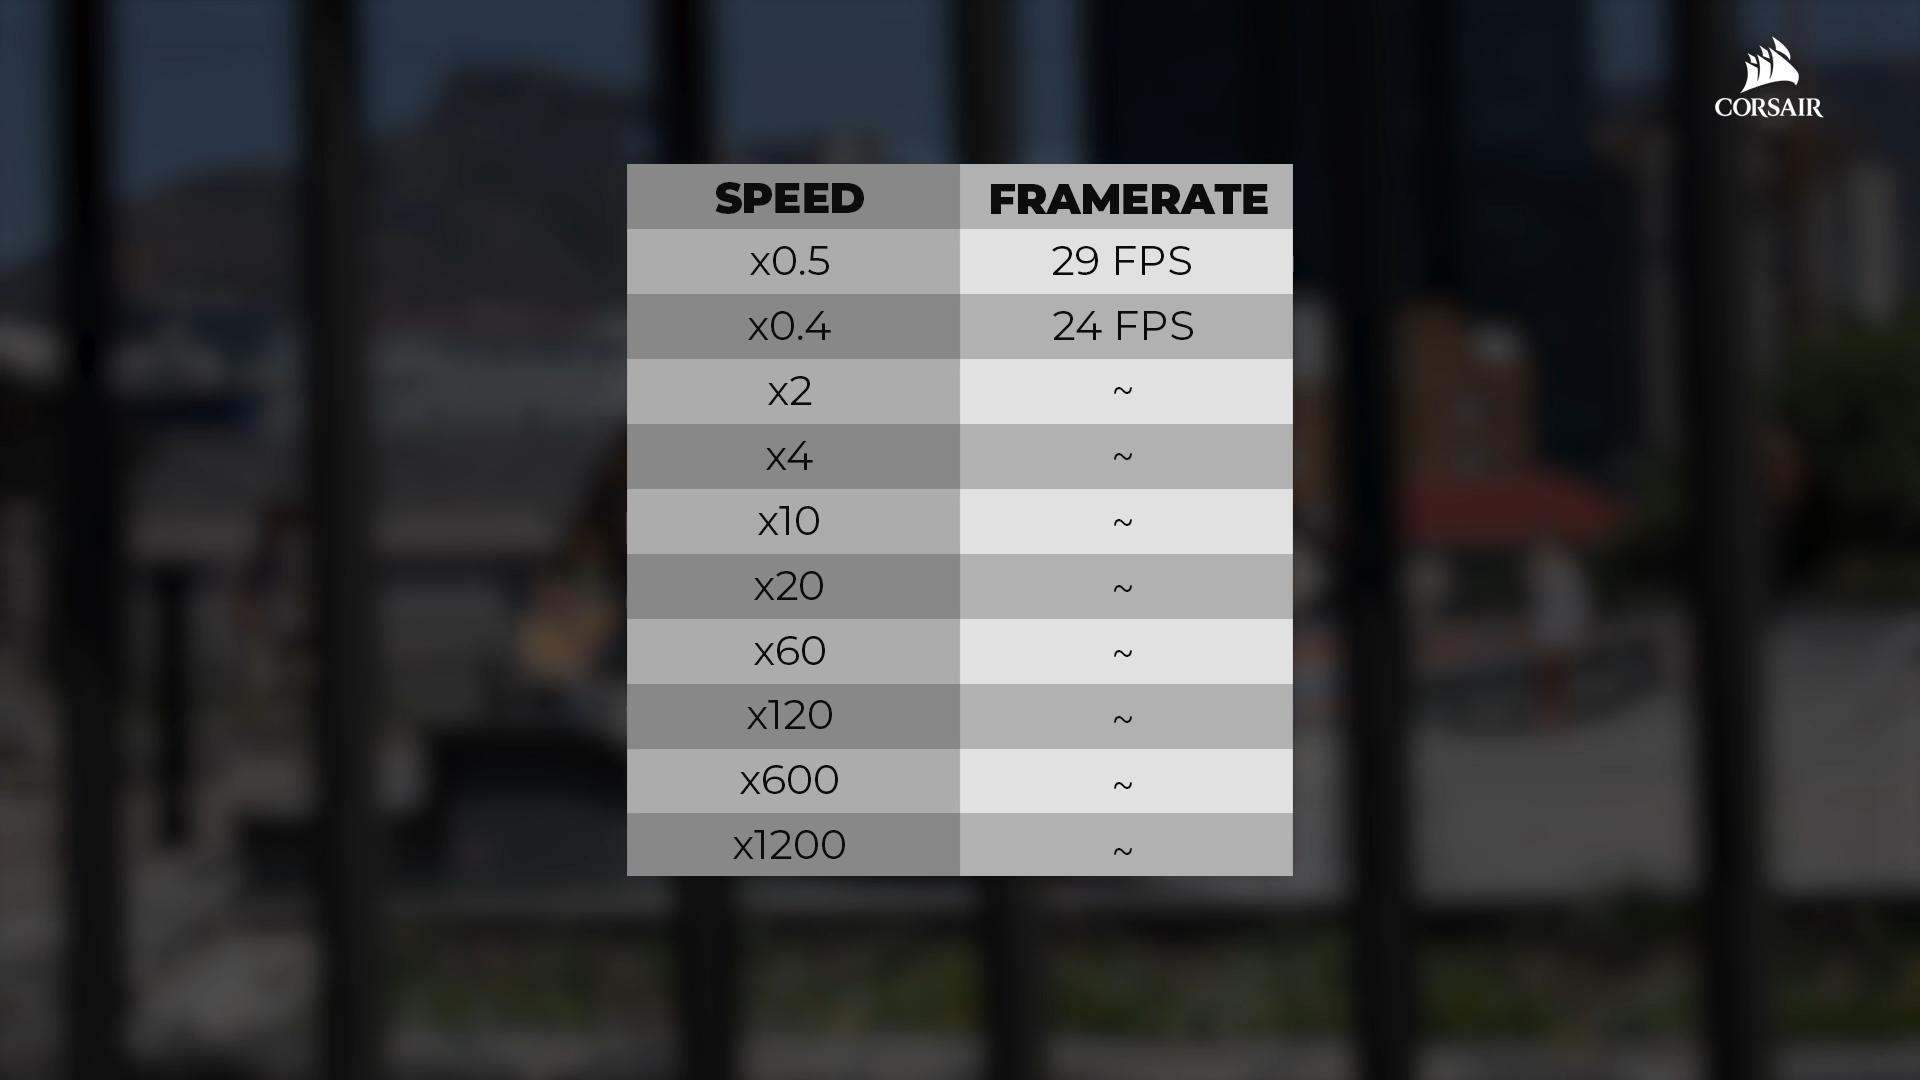 CORSAIR
SPEED FRAMERATE
x0.5 29 FPS
x0.4 24 FPS
x2 ~
x4 ~
x10 ~
x20 ~
x60 ~
x120 ~
x600 ~
x1200 ~